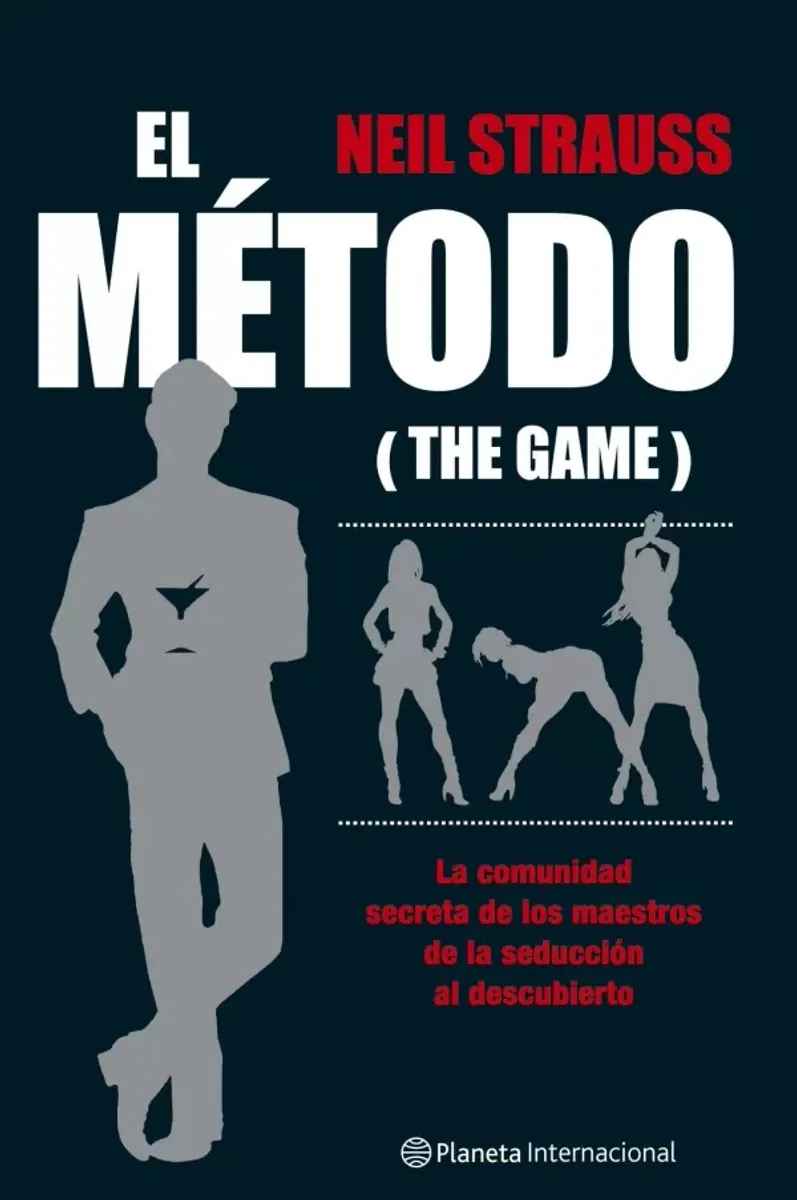 EL
NEIL STRAUSS
MÉTODO
( THE GAME )
La comunidad
secreta de los maestros
de la seducción
al descubierto
Planeta Internacional